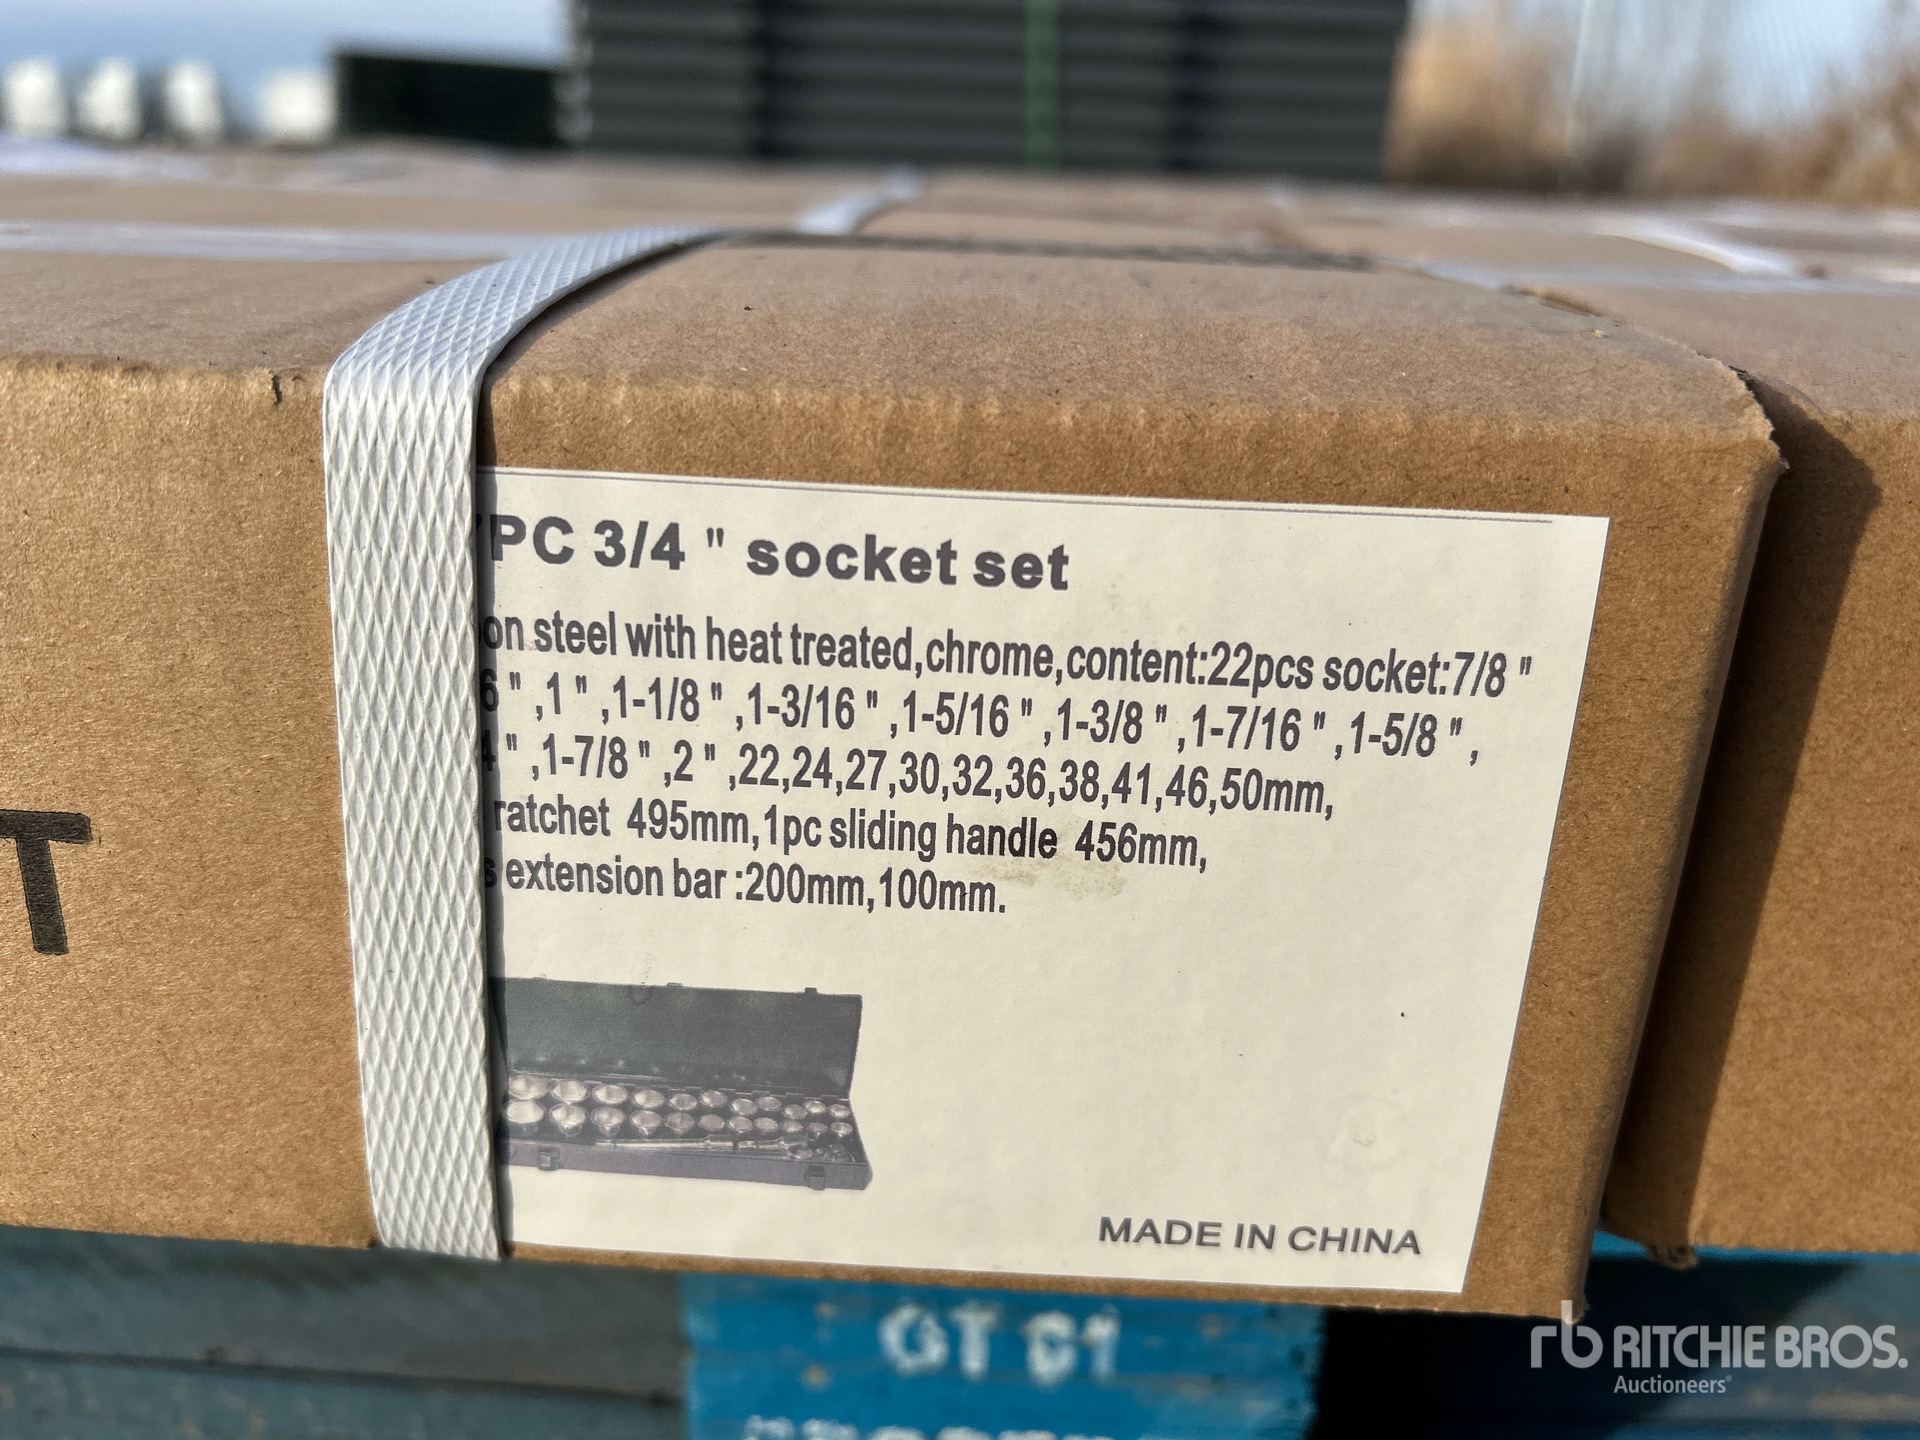 PC 3/4 " socket set
on steel with heat treated,chrome,content:22pcs socket:7/8 "
6 " ,1 " ,1-1/8 " ,1-3/16 " ,1-5/16 " ,1-3/8 " ,1-7/16 " ,1-5/8 " ,
4 " ,1-7/8 " ,2 " ,22,24,27,30,32,36,38,41,46,50mm,
ratchet 495mm,1pc sliding handle 456mm,
s extension bar :200mm,100mm.
T
MADE IN CHINA
rb RITCHIE BROS.
Auctioneers